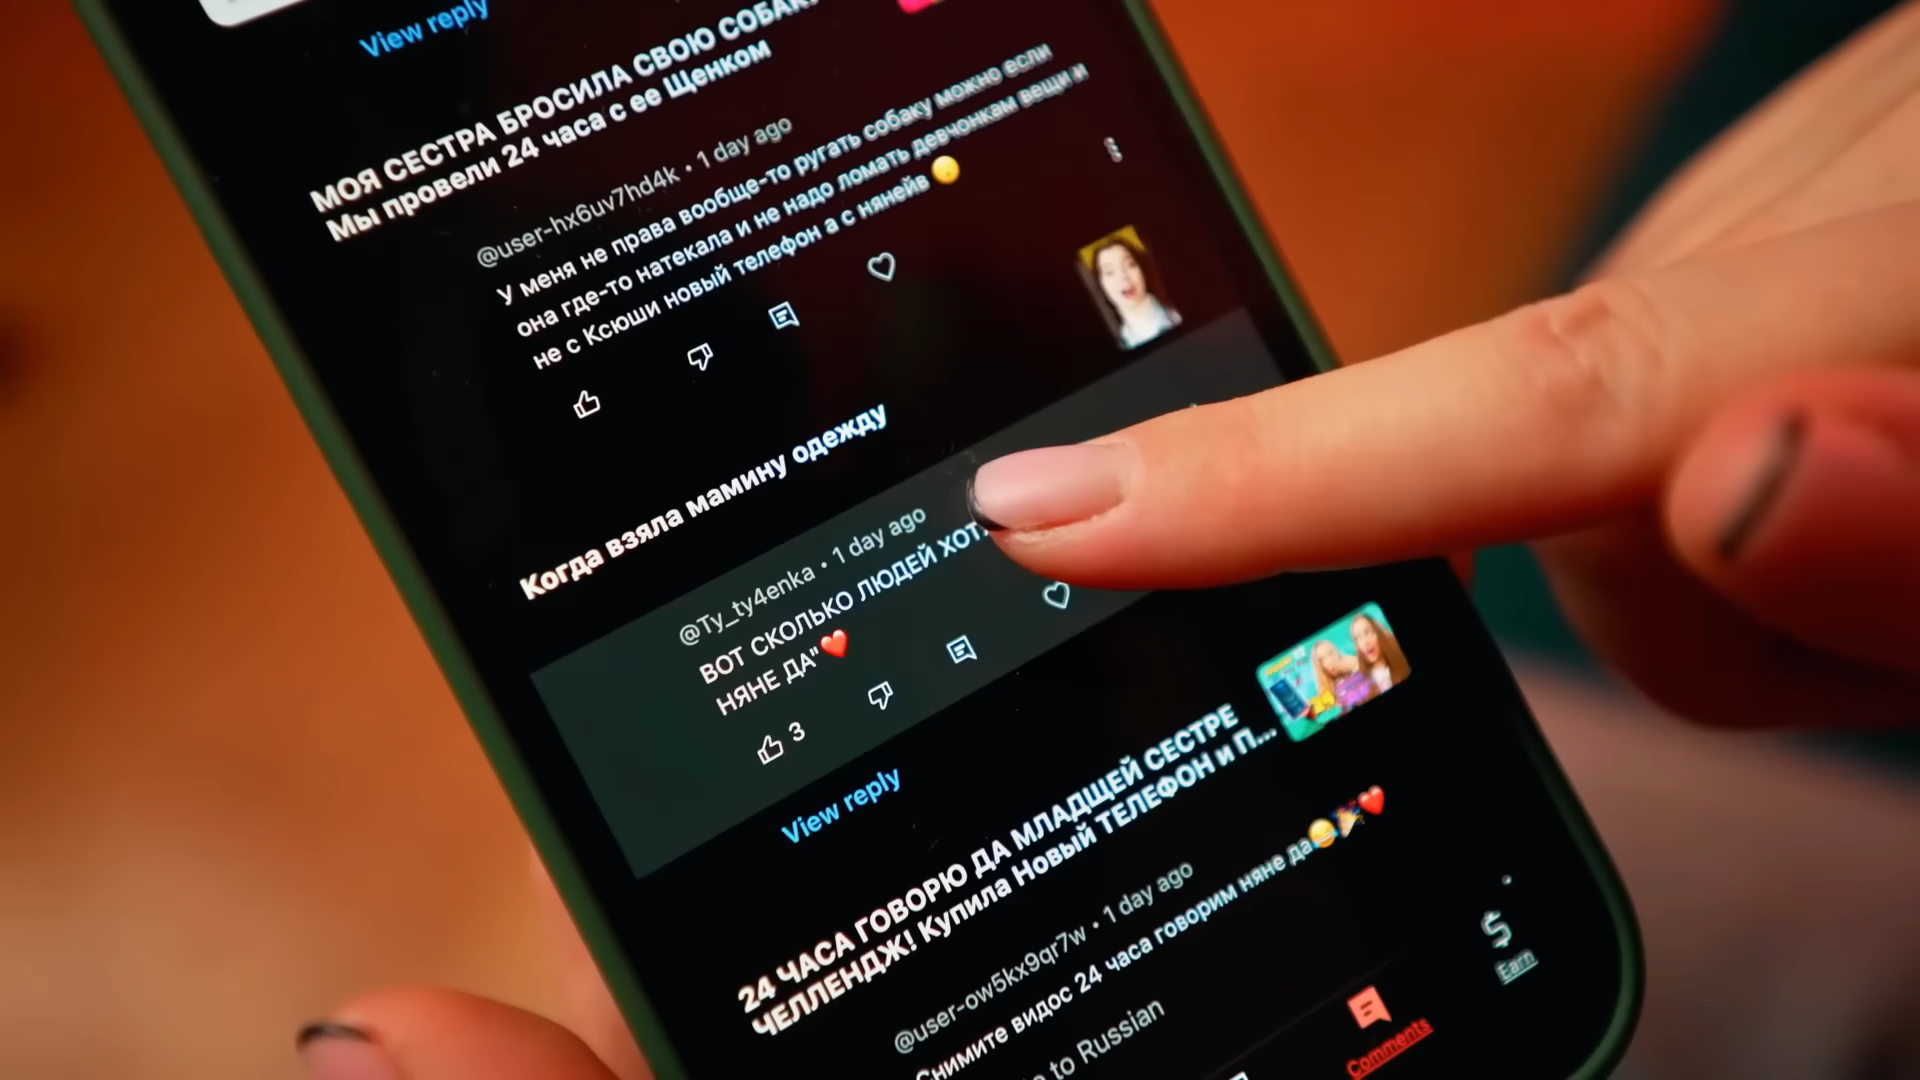 View reply
МОЯ СЕСТРА БРОСИЛА СВОЮ СОБАК
Мы провели 24 часа с ее Щенком
@user-hx6uv7hd4k • 1 day ago
У меня не права вообще-то ругать собаку можно если
она где-то натекала и не надо ломать девчонкам вещи и
не с Ксюши новый телефон а с нянейв 😗
Когда взяла мамину одежду
@Ty_ty4enka • 1 day ago
ВОТ СКОЛЬКО ЛЮДЕЙ ХОТ
НЯНЕ ДА"❤️
3
View reply
24 ЧАСА ГОВОРЮ ДА МЛАДЩЕЙ СЕСТРЕ
ЧЕЛЛЕНДЖ! Купила Новый ТЕЛЕФОН и П...
@user-ow5kx9qr7w • 1 day ago
Снимите видос 24 часа говорим няне да😂🎉❤️
to Russian
Comments
Earn